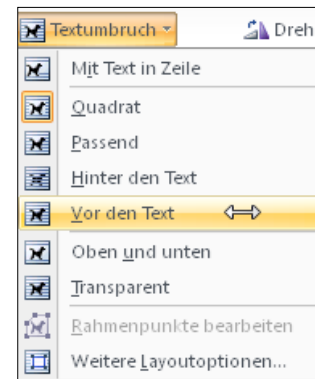 Textumbruch Dreh
Mit Text in Zeile
Quadrat
Passend
Hinter den Text
Vor den Text
Oben und unten
Transparent
Rahmenpunkte bearbeiten
Weitere Layoutoptionen...